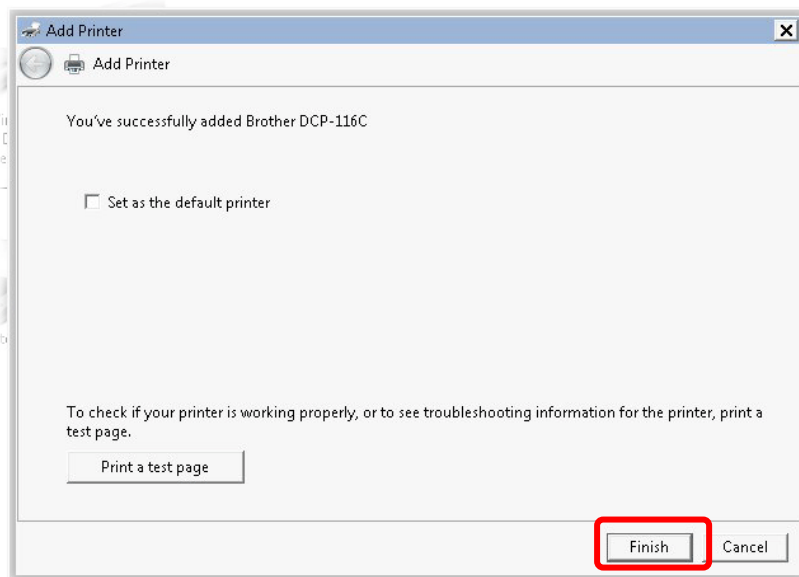 Add Printer
Add Printer
You've successfully added Brother DCP-116C
Set as the default printer
To check if your printer is working properly, or to see troubleshooting information for the printer, print a
test page.
Print a test page
Finish
Cancel